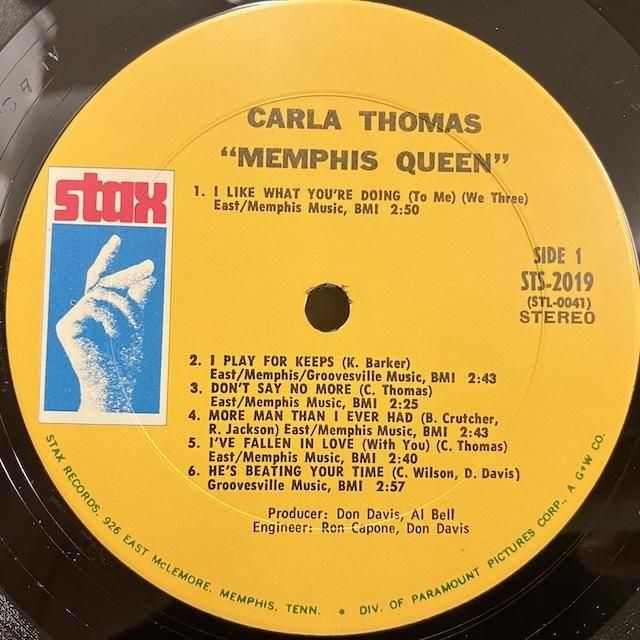 CARLA THOMAS
"MEMPHIS QUEEN"
1. I LIKE WHAT YOU'RE DOING (To Me) (We Three)
East/Memphis Music, BMI 2:50
stax
SIDE 1
STS-2019
(STL-0041)
STEREO
2. I PLAY FOR KEEPS (K. Barker)
East/Memphis/Groovesville Music, BMI 2:43
3. DON'T SAY NO MORE (C. Thomas)
East/Memphis Music, BMI 2:25
4. MORE MAN THAN I EVER HAD (B. Crutcher,
R. Jackson) East/Memphis Music, BMI 2:43
5. I'VE FALLEN IN LOVE (With You) (C. Thomas)
East/Memphis Music, BMI 2:40
6. HE'S BEATING YOUR TIME (C. Wilson, D. Davis)
Groovesville Music, BMI 2:57
Producer: Don Davis, Al Bell
Engineer: Ron Capone, Don Davis
STAX RECORDS, 926 EAST McLEMORE, MEMPHIS, TENN. • DIV. OF PARAMOUNT PICTURES CORP., A G+W CO.